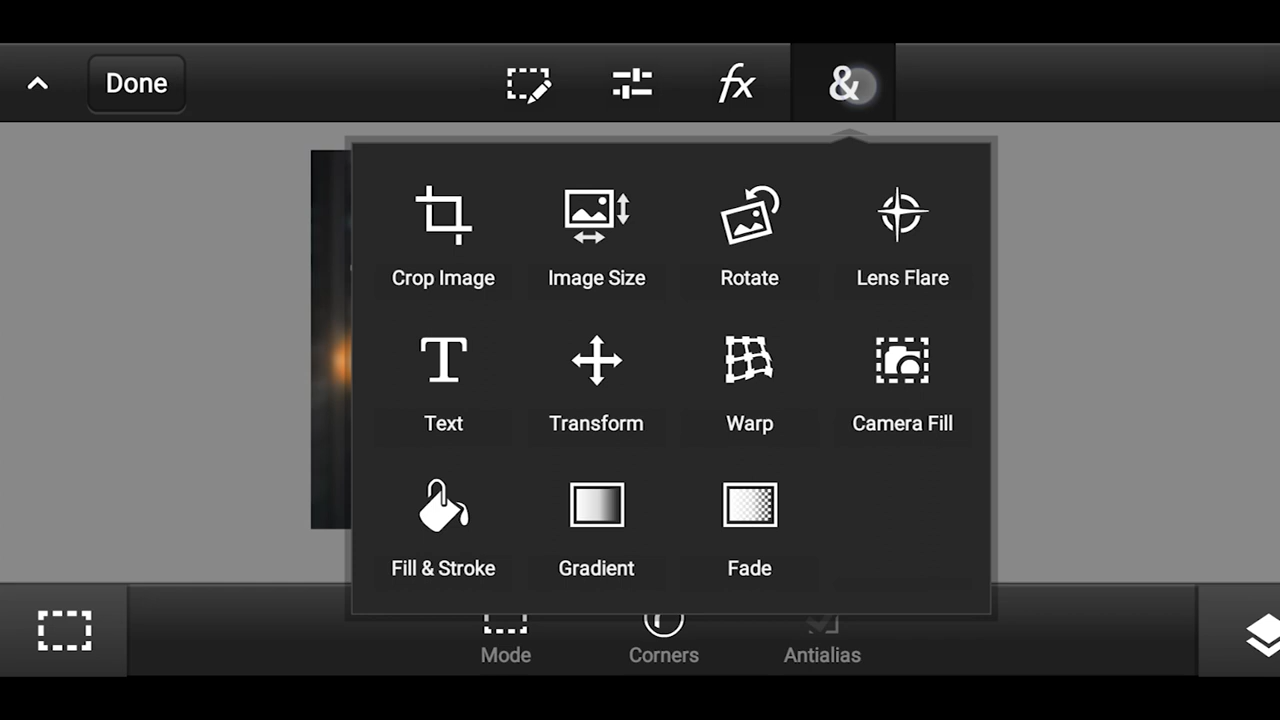 Done
fx
&
Crop Image
Image Size
Rotate
Lens Flare
T
Text
Transform
Warp
Camera Fill
Fill & Stroke
Gradient
Fade
Mode
Corners
Antialias